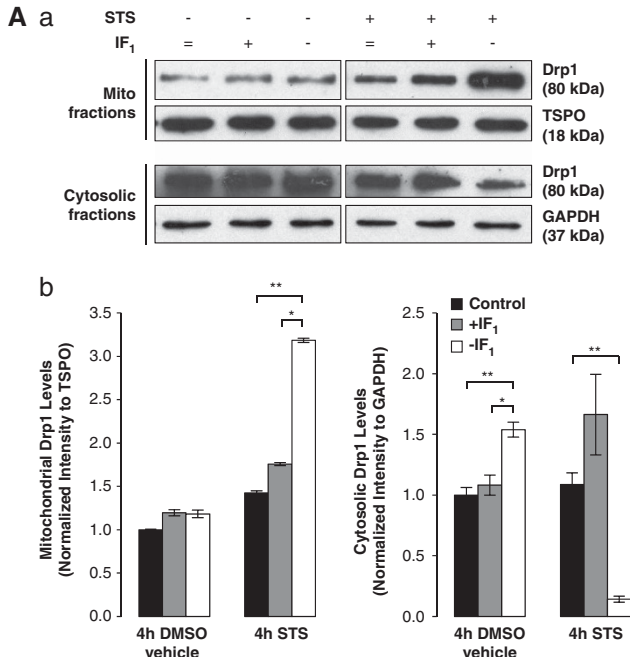 A a
STS - - - + + +
IF1 = + - = + -
Mito fractions
Drp1 (80 kDa)
TSPO (18 kDa)
Cytosolic fractions
Drp1 (80 kDa)
GAPDH (37 kDa)
b
Mitochondrial Drp1 Levels
(Normalized Intensity to TSPO)
3.5
3.0
2.5
2.0
1.5
1.0
0.5
0.0
**
*
4h DMSO vehicle
4h STS
Cytosolic Drp1 Levels
(Normalized Intensity to GAPDH)
2.5
2.0
1.5
1.0
0.5
0.0
Control
+IF1
-IF1
**
*
**
4h DMSO vehicle
4h STS